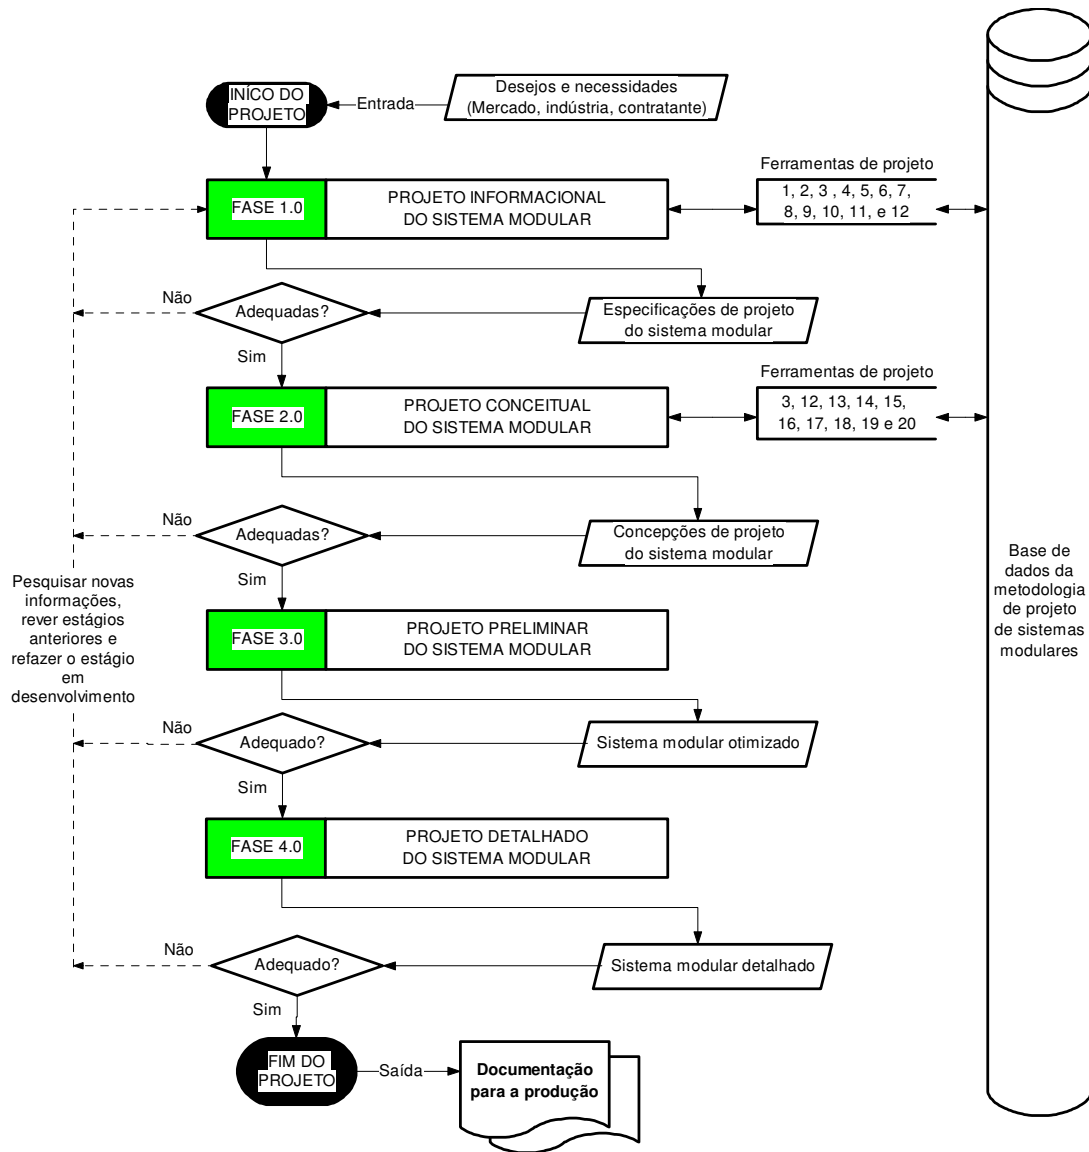 INÍCO DO
PROJETO
Entrada
Desejos e necessidades
(Mercado, indústria, contratante)
FASE 1.0
PROJETO INFORMACIONAL
DO SISTEMA MODULAR
Ferramentas de projeto
1, 2, 3 , 4, 5, 6, 7,
8, 9, 10, 11, e 12
Não
Adequadas?
Especificações de projeto
do sistema modular
Sim
FASE 2.0
PROJETO CONCEITUAL
DO SISTEMA MODULAR
Ferramentas de projeto
3, 12, 13, 14, 15,
16, 17, 18, 19 e 20
Não
Adequadas?
Concepções de projeto
do sistema modular
Sim
Pesquisar novas
informações,
rever estágios
anteriores e
refazer o estágio
em
desenvolvimento
Base de
dados da
metodologia
de projeto
de sistemas
modulares
FASE 3.0
PROJETO PRELIMINAR
DO SISTEMA MODULAR
Não
Adequado?
Sistema modular otimizado
Sim
FASE 4.0
PROJETO DETALHADO
DO SISTEMA MODULAR
Não
Adequado?
Sistema modular detalhado
Sim
FIM DO
PROJETO
Saída
Documentação
para a produção